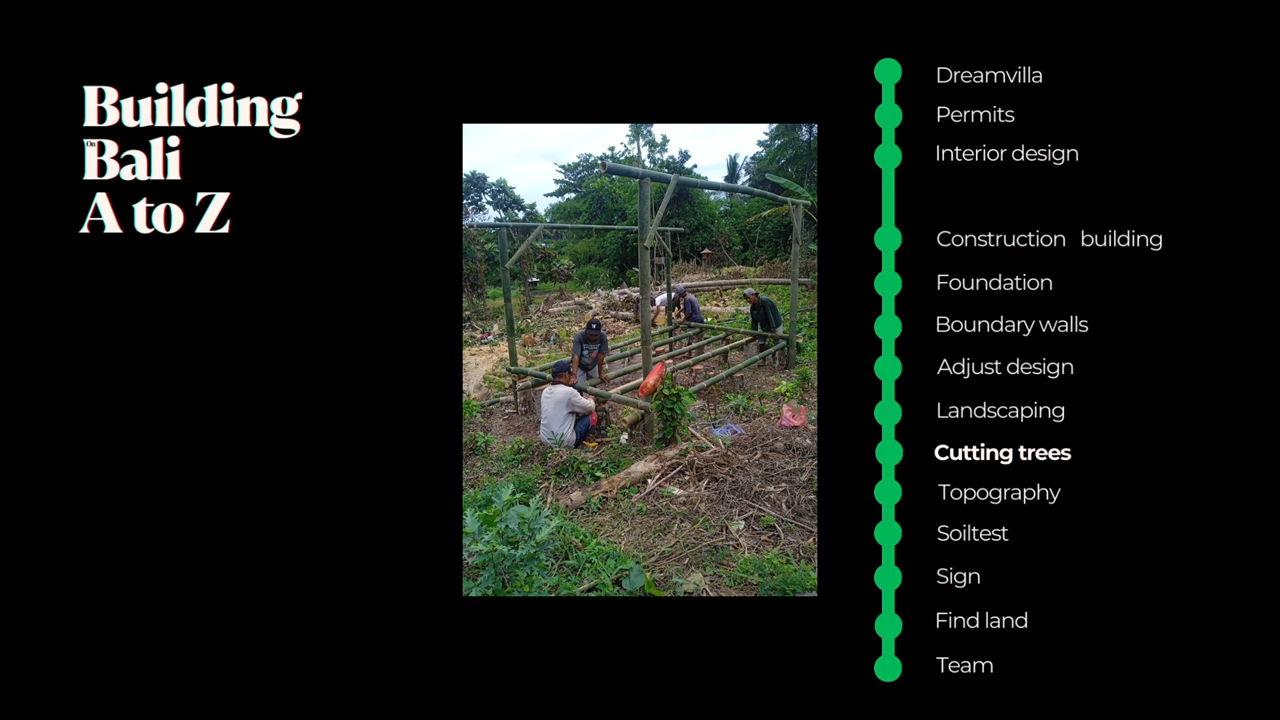 Building
On
Bali
A to Z
Dreamvilla
Permits
Interior design
Construction building
Foundation
Boundary walls
Adjust design
Landscaping
Cutting trees
Topography
Soiltest
Sign
Find land
Team